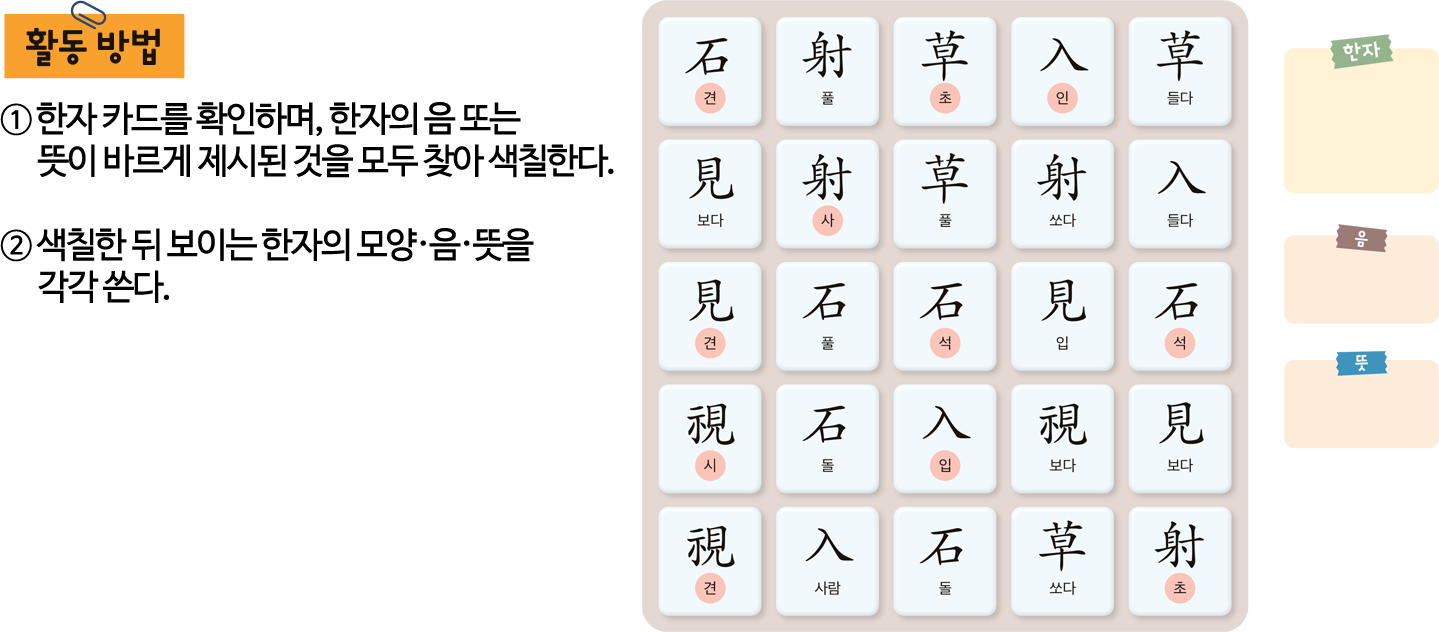 활동 방법
① 한자 카드를 확인하며, 한자의 음 또는
뜻이 바르게 제시된 것을 모두 찾아 색칠한다.
② 색칠한 뒤 보이는 한자의 모양·음·뜻을
각각 쓴다.
石 射 草 入 草
견 풀 초 인 들다
見 射 草 射 入
보다 사 풀 쏘다 들다
見 石 石 見 石
견 풀 석 입 석
視 石 入 視 見
시 돌 입 보다 보다
視 入 石 草 射
견 사람 돌 쏘다 초
한자
음
뜻